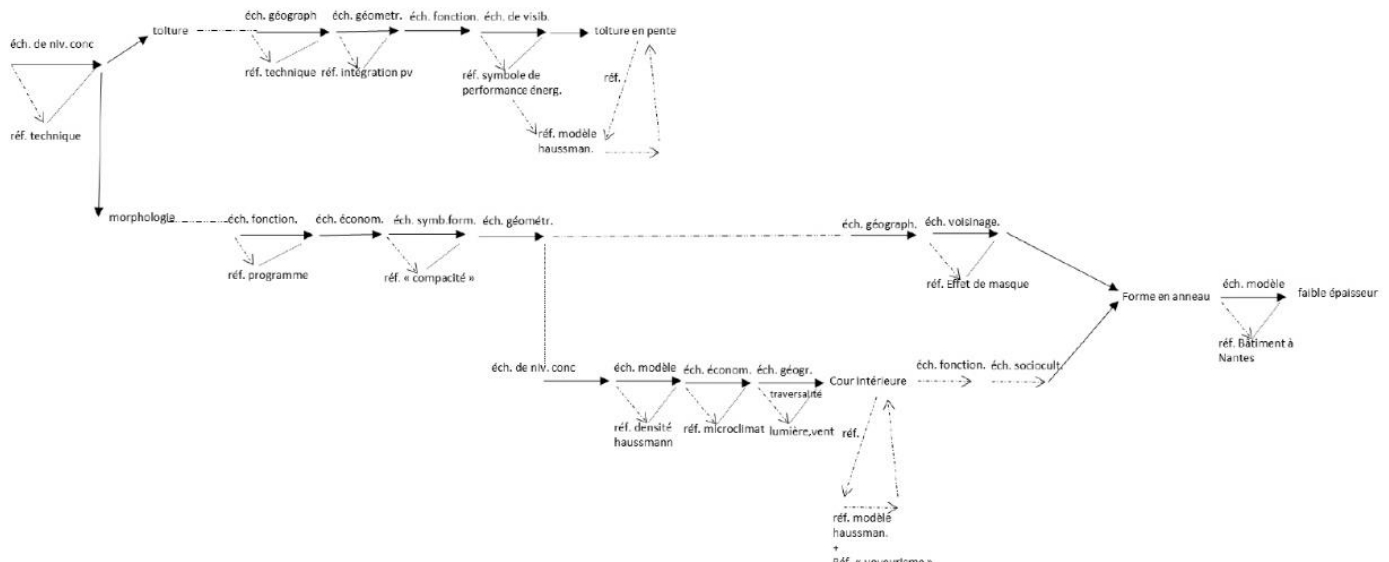 éch. géograph éch. géometr. éch. fonction. éch. de visib.
toiture
toiture en pente
éch. de niv. conc
réf. technique réf. intégration pv
réf. symbole de
performance énerg.
réf.
réf. technique
réf. modèle
haussman.
morphologie
éch. fonction. éch. économ. éch. symb.form. éch. géométr.
éch. géograph. éch. voisinage.
réf. programme
réf. « compacité »
réf. Effet de masque
Forme en anneau
éch. modèle
faible épaisseur
réf. Bâtiment à
Nantes
éch. de niv. conc
éch. modèle éch. économ. éch. géogr.
traversalité
Cour intérieure
éch. fonction. éch. sociocult.
réf. densité
haussmann
réf. microclimat
lumière,vent
réf.
réf. modèle
haussman.
+
Réf. « voyeurisme »